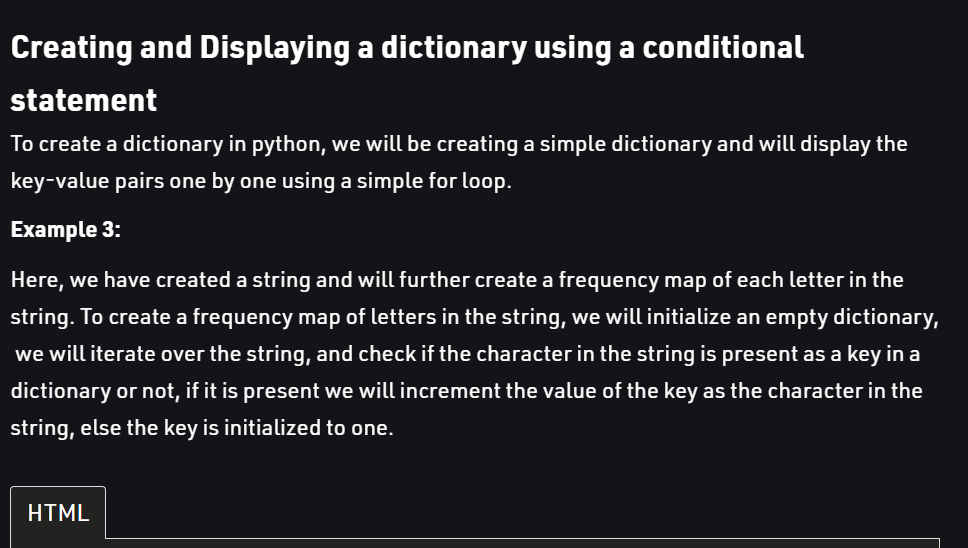 Creating and Displaying a dictionary using a conditional
statement
To create a dictionary in python, we will be creating a simple dictionary and will display the
key-value pairs one by one using a simple for loop.
Example 3:
Here, we have created a string and will further create a frequency map of each letter in the
string. To create a frequency map of letters in the string, we will initialize an empty dictionary,
we will iterate over the string, and check if the character in the string is present as a key in a
dictionary or not, if it is present we will increment the value of the key as the character in the
string, else the key is initialized to one.
HTML